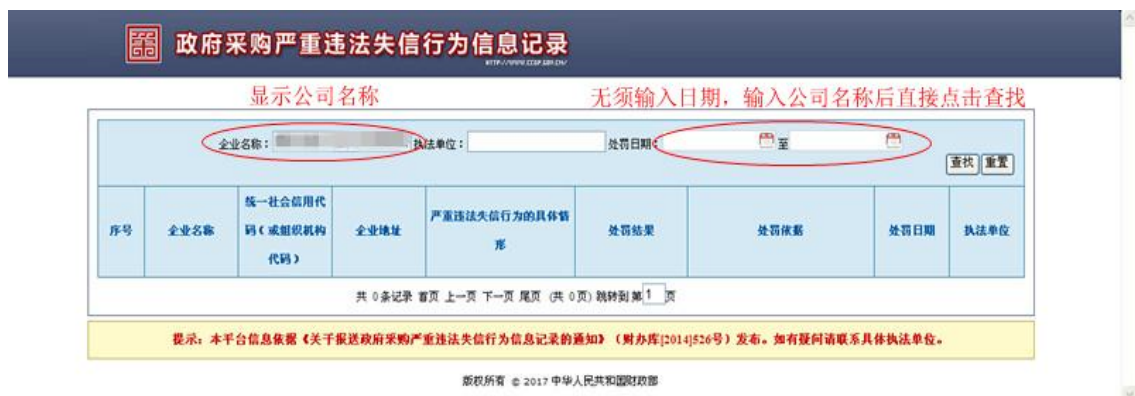 政府采购严重违法失信行为信息记录
HTTP://WWW.CCGP.GOV.CN/
显示公司名称
无须输入日期，输入公司名称后直接点击查找
企业名称： 执法单位： 处罚日期： 至
查找 重置
序号 企业名称 统一社会信用代码（或组织机构代码） 企业地址 严重违法失信行为的具体情形 处罚结果 处罚依据 处罚日期 执法单位
共 0条记录 首页 上一页 下一页 尾页 (共 0页) 跳转到第1 页
提示：本平台信息依据《关于报送政府采购严重违法失信行为信息记录的通知》（财办库[2014]526号）发布。如有疑问请联系具体执法单位。
版权所有 © 2017 中华人民共和国财政部